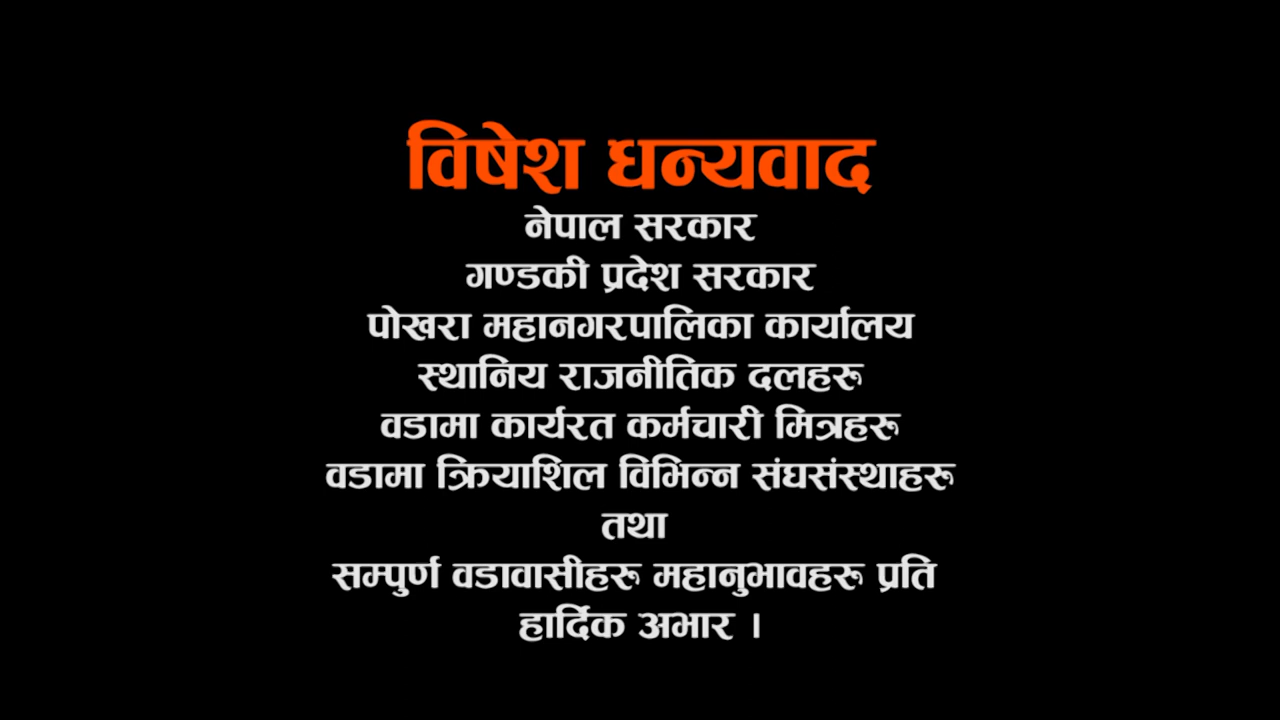 विषेश धन्यवाद
नेपाल सरकार
गण्डकी प्रदेश सरकार
पोखरा महानगरपालिका कार्यालय
स्थानिय राजनीतिक दलहरू
वडामा कार्यरत कर्मचारी मित्रहरू
वडामा क्रियाशिल विभिन्न संघसंस्थाहरू
तथा
सम्पुर्ण वडावासीहरू महानुभावहरू प्रति
हार्दिक अभार ।